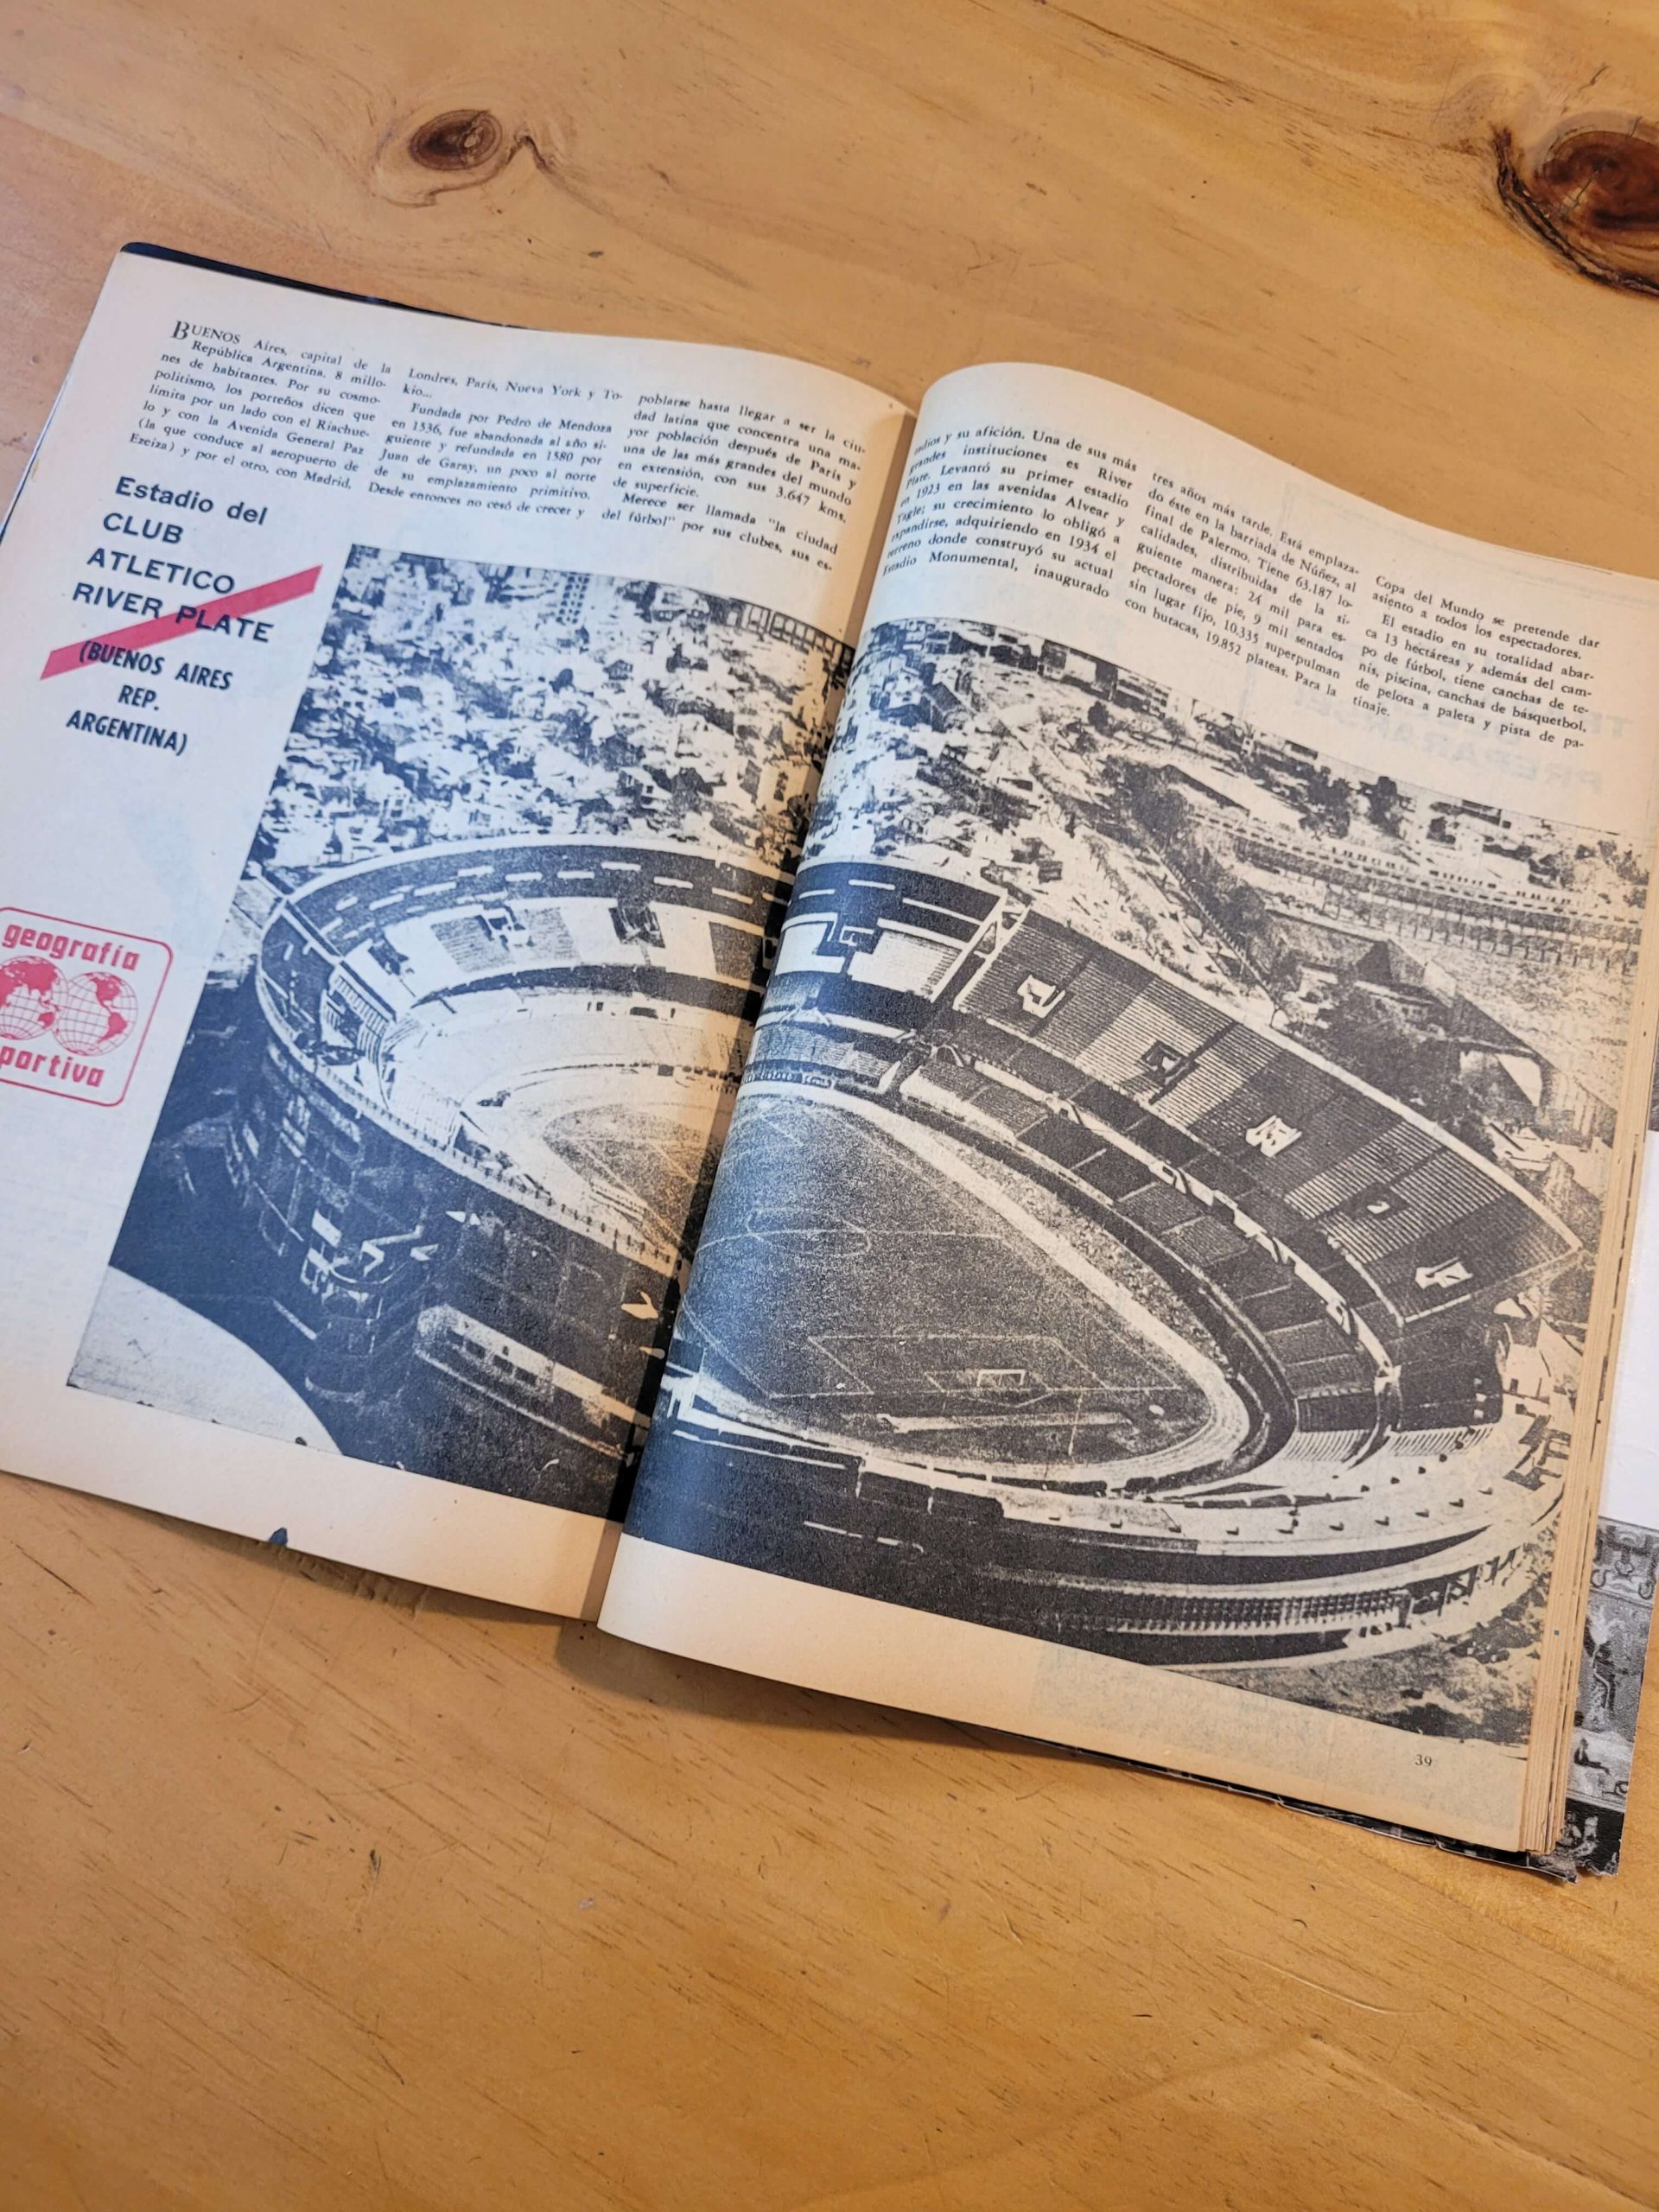 BUENOS Aires, capital de la
República Argentina. 8 millo-
nes de habitantes. Por su cosmo-
politismo, los porteños dicen que
limita por un lado con el Riachue-
lo y con la Avenida General Paz
(la que conduce al aeropuerto de
Ezeiza) y por el otro, con Madrid,
Londres, París, Nueva York y To-
kio...
Fundada por Pedro de Mendoza
en 1536, fue abandonada al año si-
guiente y refundada en 1580 por
Juan de Garay, un poco al norte
de su emplazamiento primitivo.
Desde entonces no cesó de crecer y
poblarse hasta llegar a ser la ciu-
dad latina que concentra una ma-
yor población después de París y
una de las más grandes del mundo
en extensión, con sus 3.647 kms.
de superficie.
Merece ser llamada "la ciudad
del fútbol" por sus clubes, sus es-
tadios y su afición. Una de sus más
grandes instituciones es River
Plate. Levantó su primer estadio
en 1923 en las avenidas Alvear y
Tagle; su crecimiento lo obligó a
expandirse, adquiriendo en 1934 el
terreno donde construyó su actual
Estadio Monumental, inaugurado
tres años más tarde. Está emplaza-
do éste en la barriada de Núñez, al
final de Palermo. Tiene 63.187 lo-
calidades, distribuidas de la si-
guiente manera: 24 mil para es-
pectadores de pie, 9 mil sentados
sin lugar fijo, 10.335 superpulman
con butacas, 19.852 plateas. Para la
Copa del Mundo se pretende dar
asiento a todos los espectadores.
El estadio en su totalidad abar-
ca 13 hectáreas y además del cam-
po de fútbol, tiene canchas de te-
nis, piscina, canchas de básquetbol,
de pelota a paleta y pista de pa-
tinaje.
Estadio del
CLUB
ATLETICO
RIVER PLATE
(BUENOS AIRES
REP.
ARGENTINA)
geografía
portiva
39